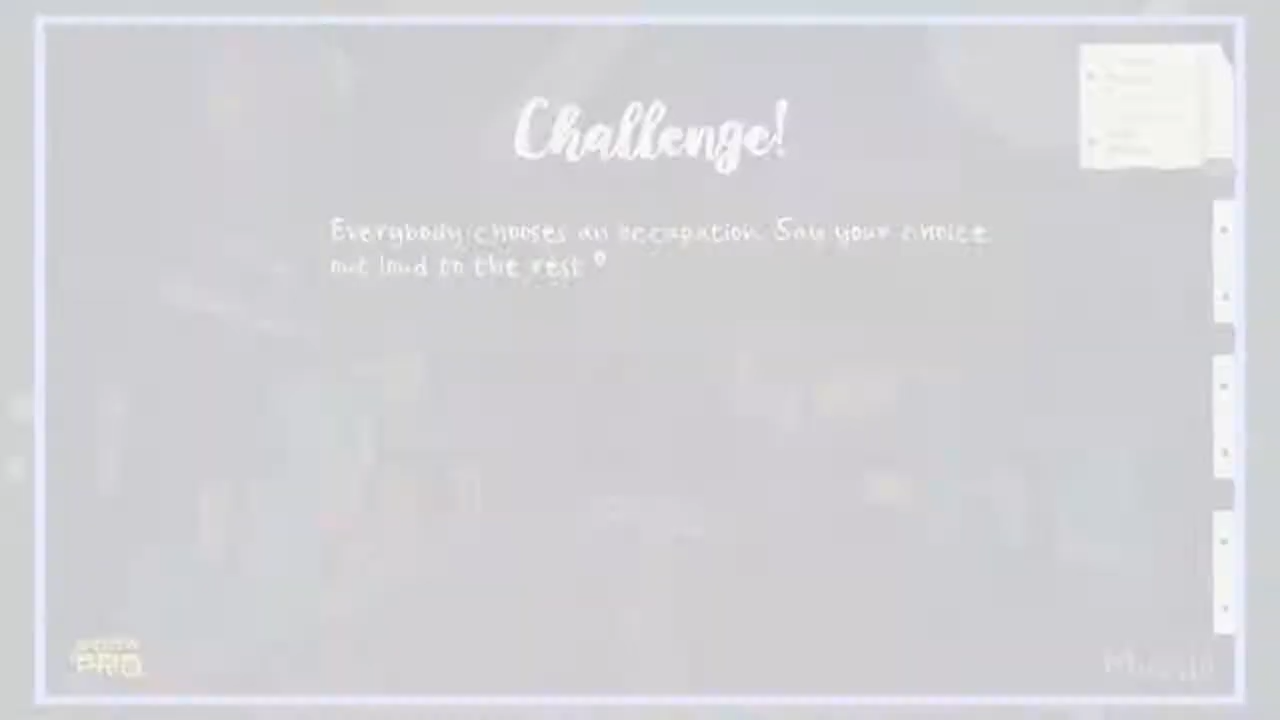 Challenge!
Everybody chooses an occupation. Say your choice
out loud to the rest